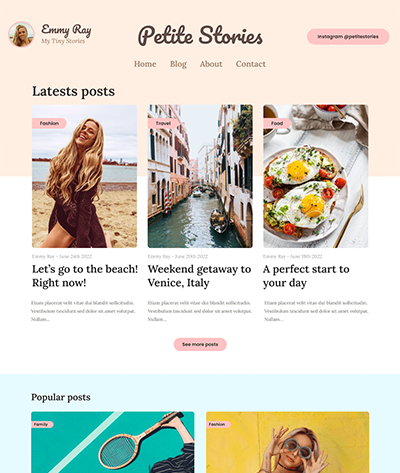 Emmy Ray
My Tiny Stories
Petite Stories
Instagram @petitestories
Home Blog About Contact
Latests posts
Fashion
Travel
Food
Emmy Ray - June 24th 2022
Let's go to the beach!
Right now!
Etiam placerat velit vitae dui blandit sollicitudin.
Vestibulum tincidunt sed dolor sit amet volutpat.
Nullam...
Emmy Ray - June 20th 2022
Weekend getaway to
Venice, Italy
Etiam placerat velit vitae dui blandit sollicitudin.
Vestibulum tincidunt sed dolor sit amet volutpat.
Nullam...
Emmy Ray - June 19th 2022
A perfect start to
your day
Etiam placerat velit vitae dui blandit sollicitudin.
Vestibulum tincidunt sed dolor sit amet volutpat.
Nullam...
See more posts
Popular posts
Family
Fashion